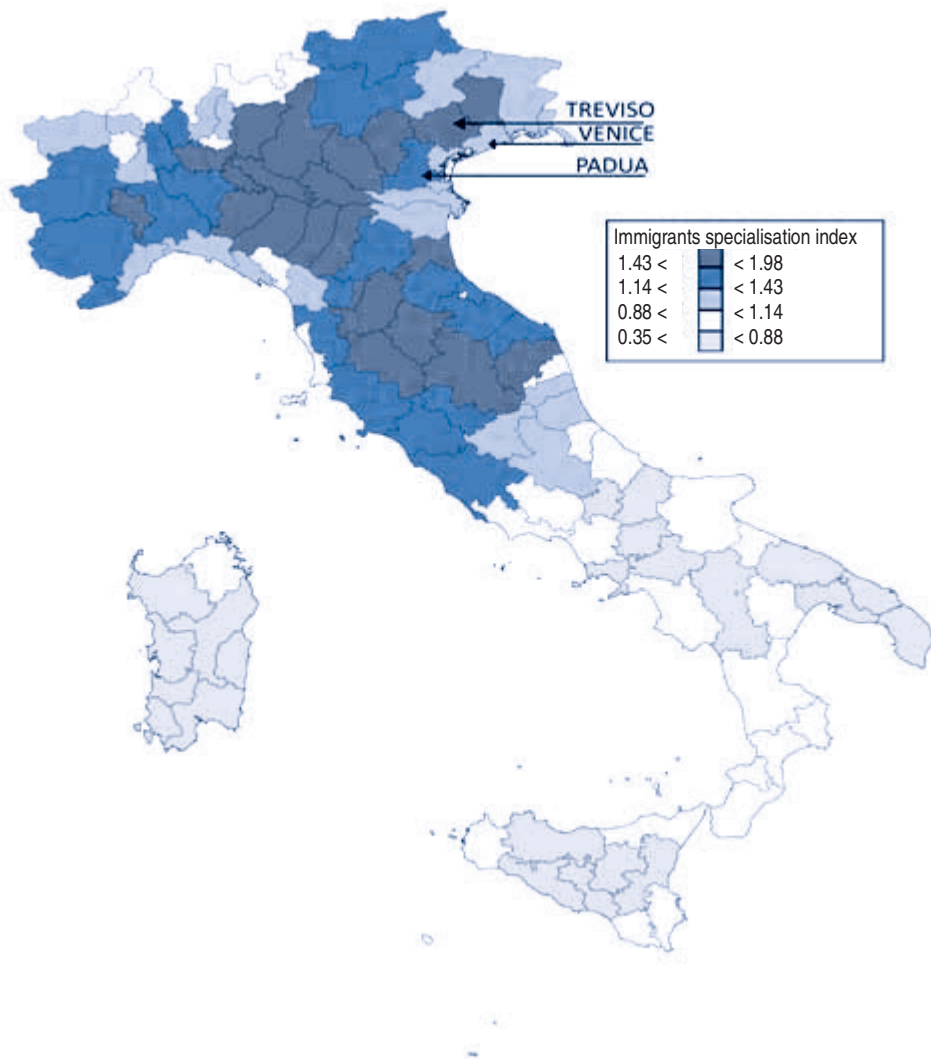 TREVISO
VENICE
PADUA
Immigrants specialisation index
1.43 < < 1.98
1.14 < < 1.43
0.88 < < 1.14
0.35 < < 0.88